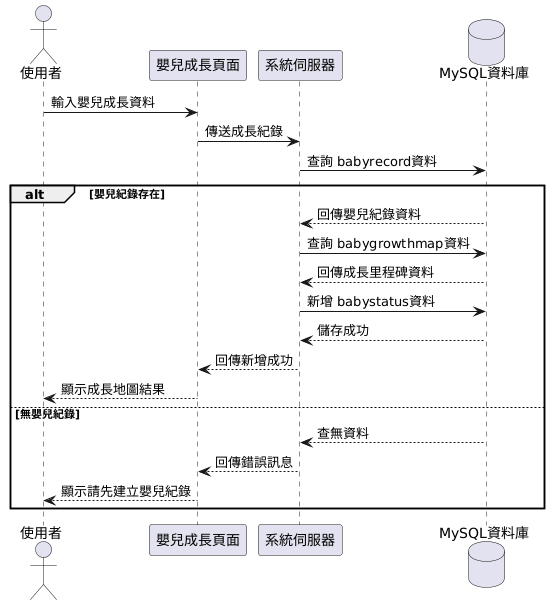 使用者
嬰兒成長頁面
系統伺服器
MySQL資料庫
輸入嬰兒成長資料
傳送成長紀錄
查詢 babyrecord資料
alt [嬰兒紀錄存在]
回傳嬰兒紀錄資料
查詢 babygrowthmap資料
回傳成長里程碑資料
新增 babystatus資料
儲存成功
回傳新增成功
顯示成長地圖結果
[無嬰兒紀錄]
查無資料
回傳錯誤訊息
顯示請先建立嬰兒紀錄
使用者
嬰兒成長頁面
系統伺服器
MySQL資料庫